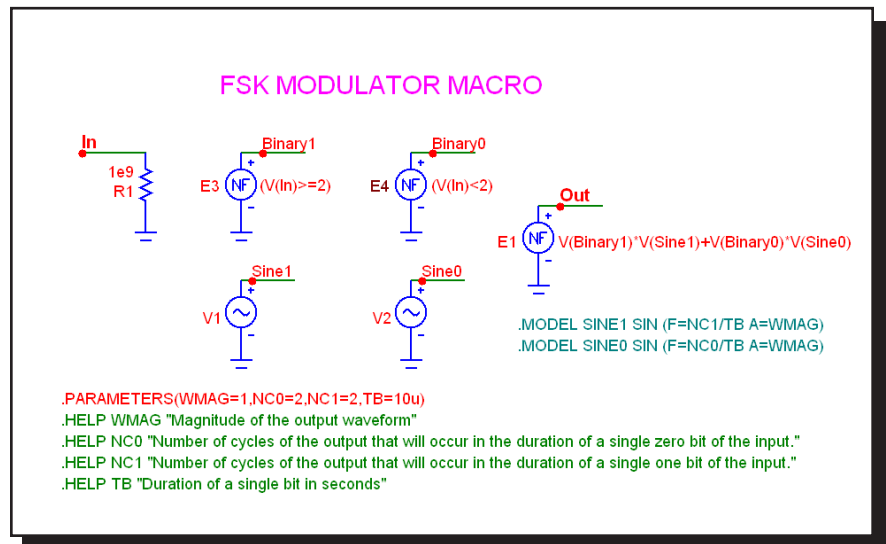 FSK MODULATOR MACRO
In
1e9
R1
Binary1
+
E3 NF (V(In)>=2)
-
Binary0
+
E4 NF (V(In)<2)
-
Out
+
E1 NF V(Binary1)*V(Sine1)+V(Binary0)*V(Sine0)
-
Sine1
+
V1
-
Sine0
+
V2
-
.MODEL SINE1 SIN (F=NC1/TB A=WMAG)
.MODEL SINE0 SIN (F=NC0/TB A=WMAG)
.PARAMETERS(WMAG=1,NC0=2,NC1=2,TB=10u)
.HELP WMAG "Magnitude of the output waveform"
.HELP NC0 "Number of cycles of the output that will occur in the duration of a single zero bit of the input."
.HELP NC1 "Number of cycles of the output that will occur in the duration of a single one bit of the input."
.HELP TB "Duration of a single bit in seconds"